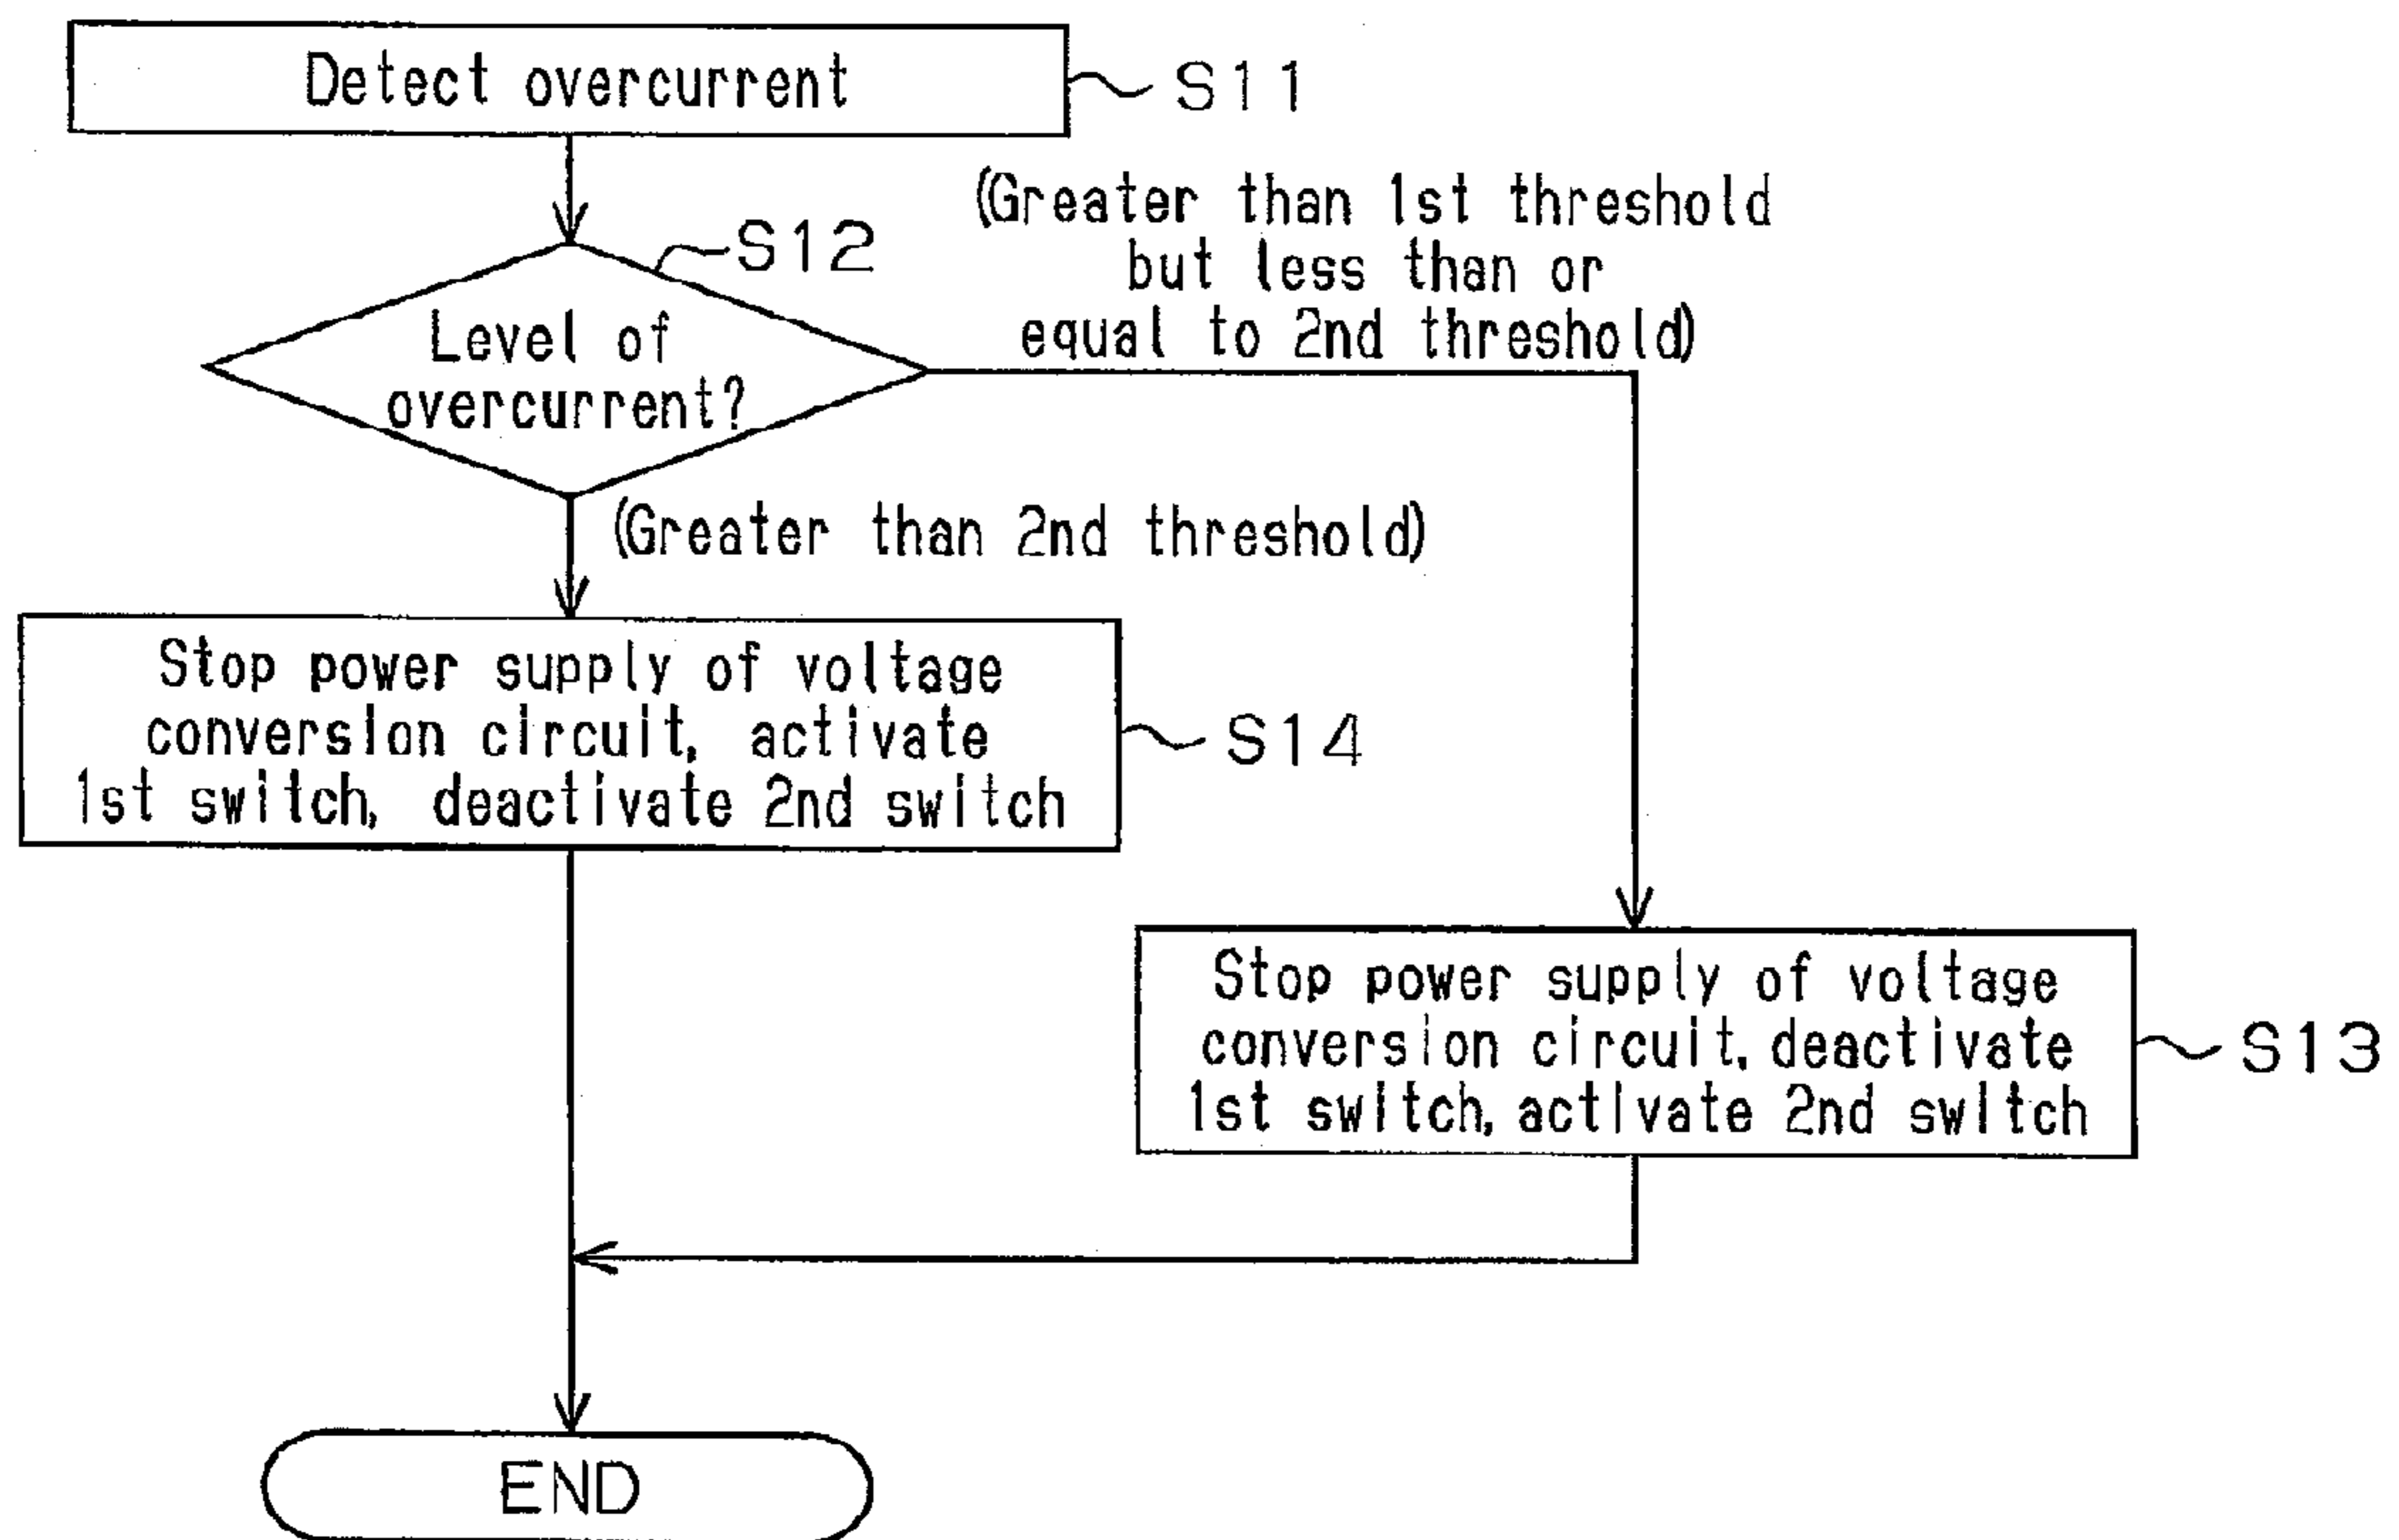 Detect overcurrent
S11
S12
(Greater than 1st threshold
but less than or
equal to 2nd threshold)
Level of
overcurrent?
(Greater than 2nd threshold)
Stop power supply of voltage
conversion circuit, activate
1st switch, deactivate 2nd switch
S14
Stop power supply of voltage
conversion circuit, deactivate
1st switch, activate 2nd switch
S13
END